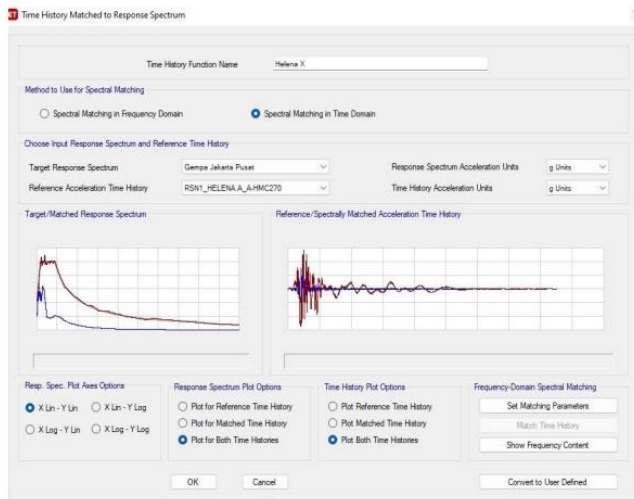 ET Time History Matched to Response Spectrum
Time History Function Name Helena X
Method to Use for Spectral Matching
Spectral Matching in Frequency Domain Spectral Matching in Time Domain
Choose Input Response Spectrum and Reference Time History
Target Response Spectrum Gempa Jakarta Pusat Response Spectrum Acceleration Units g Units
Reference Acceleration Time History RSN1_HELENA.A_A-HMC270 Time History Acceleration Units g Units
Target/Matched Response Spectrum Reference/Spectrally Matched Acceleration Time History
Resp. Spec. Plot Axes Options Response Spectrum Plot Options Time History Plot Options Frequency-Domain Spectral Matching
X Lin - Y Lin X Lin - Y Log Plot for Reference Time History Plot Reference Time History Set Matching Parameters
X Log - Y Lin X Log - Y Log Plot for Matched Time History Plot Matched Time History Match Time History
Plot for Both Time Histories Plot Both Time Histories Show Frequency Content
OK Cancel Convert to User Defined